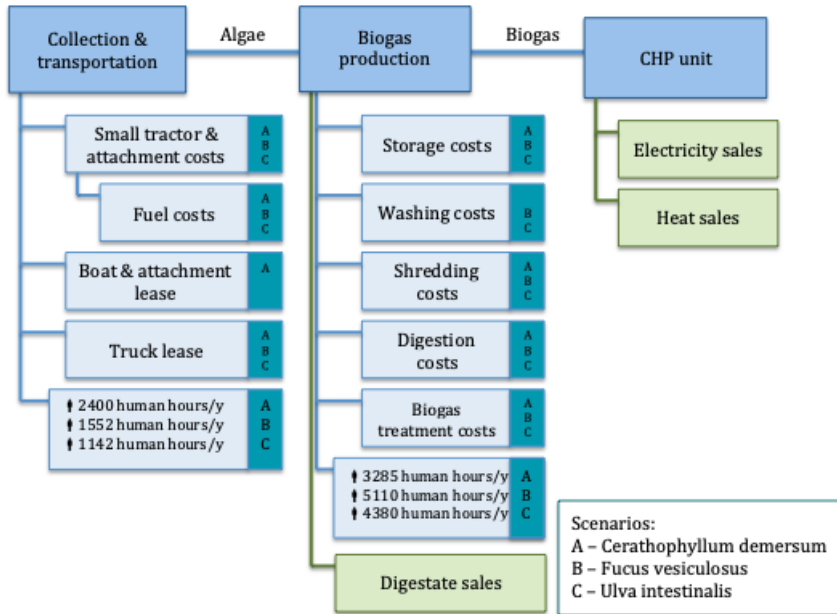 Collection &
transportation
Algae
Biogas
production
Biogas
CHP unit
Small tractor &
attachment costs
A
B
C
Fuel costs
A
B
C
Boat & attachment
lease
A
Truck lease
A
B
C
2400 human hours/y A
1552 human hours/y B
1142 human hours/y C
Storage costs
A
B
C
Washing costs
B
C
Shredding
costs
A
B
C
Digestion
costs
A
B
C
Biogas
treatment costs
A
B
C
3285 human hours/y A
5110 human hours/y B
4380 human hours/y C
Digestate sales
Electricity sales
Heat sales
Scenarios:
A – Cerathophyllum demersum
B – Fucus vesiculosus
C – Ulva intestinalis